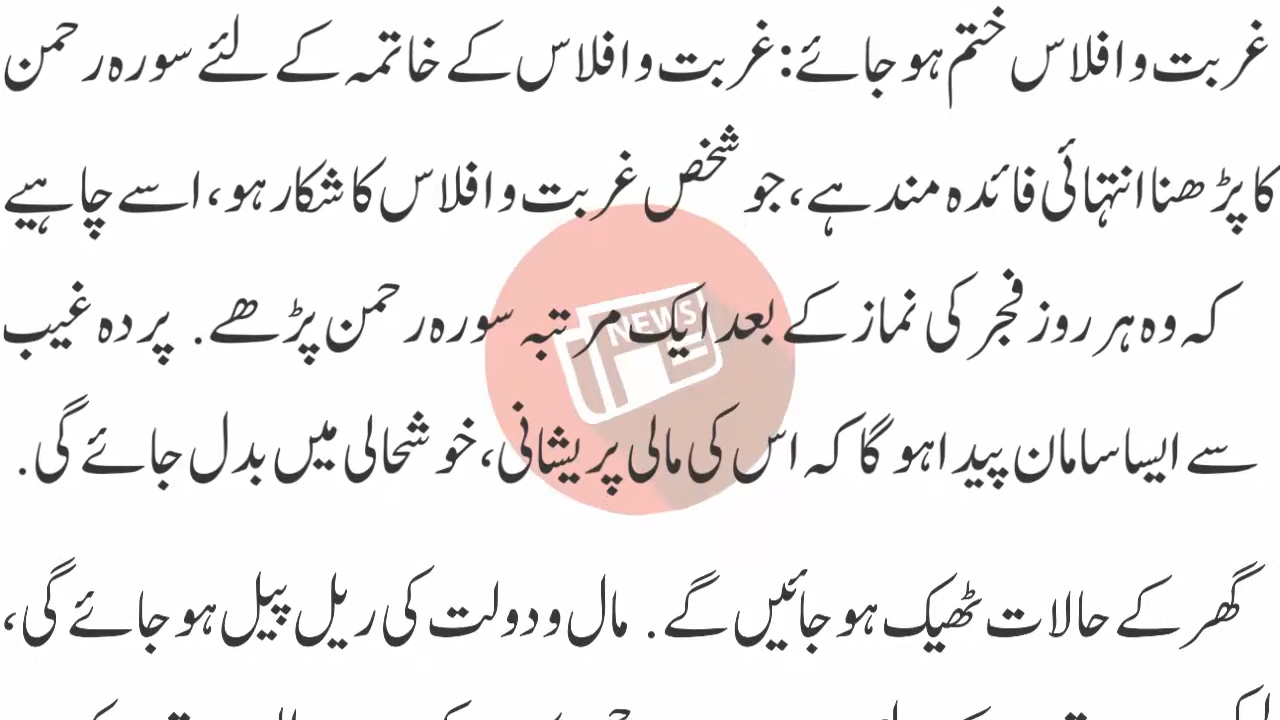 غربت و افلاس ختم ہو جائے: غربت و افلاس کے خاتمہ کے لئے سورہ رحمن
کا پڑھنا انتہائی فائدہ مند ہے، جو شخص غربت و افلاس کا شکار ہو، اسے چاہیے
کہ وہ ہر روز فجر کی نماز کے بعد ایک مرتبہ سورہ رحمن پڑھے. پردہ غیب
NEWS
سے ایسا سامان پیدا ہو گا کہ اس کی مالی پریشانی، خوشحالی میں بدل جائے گی.
گھر کے حالات ٹھیک ہو جائیں گے. مال و دولت کی ریل پیل ہو جائے گی،